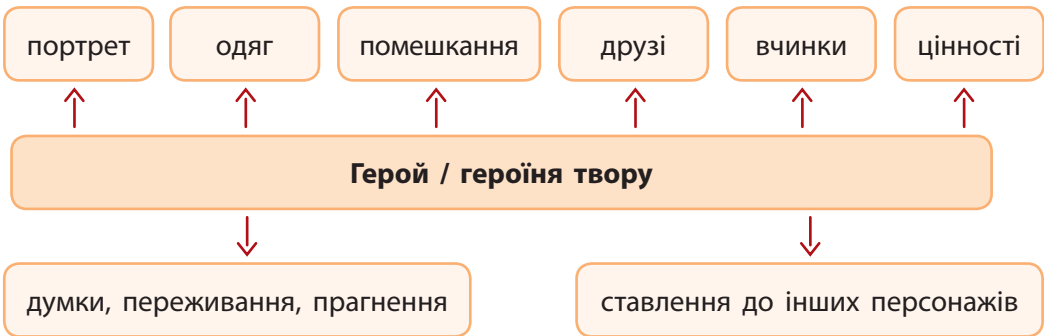 портрет
одяг
помешкання
друзі
вчинки
цінності
Герой / героїня твору
думки, переживання, прагнення
ставлення до інших персонажів